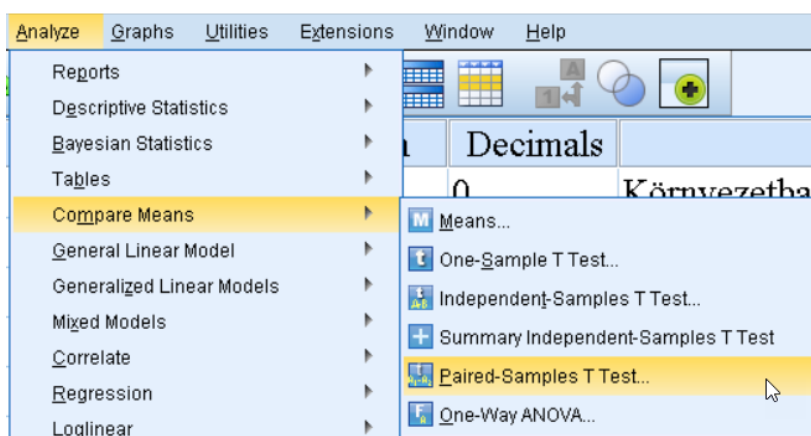 Analyze Graphs Utilities Extensions Window Help
Reports
Descriptive Statistics
Bayesian Statistics
Decimals
Tables
0
Környezetba
Compare Means
Means...
General Linear Model
One-Sample T Test...
Generalized Linear Models
Independent-Samples T Test...
Mixed Models
Summary Independent-Samples T Test
Correlate
Paired-Samples T Test...
Regression
One-Way ANOVA...
Loglinear